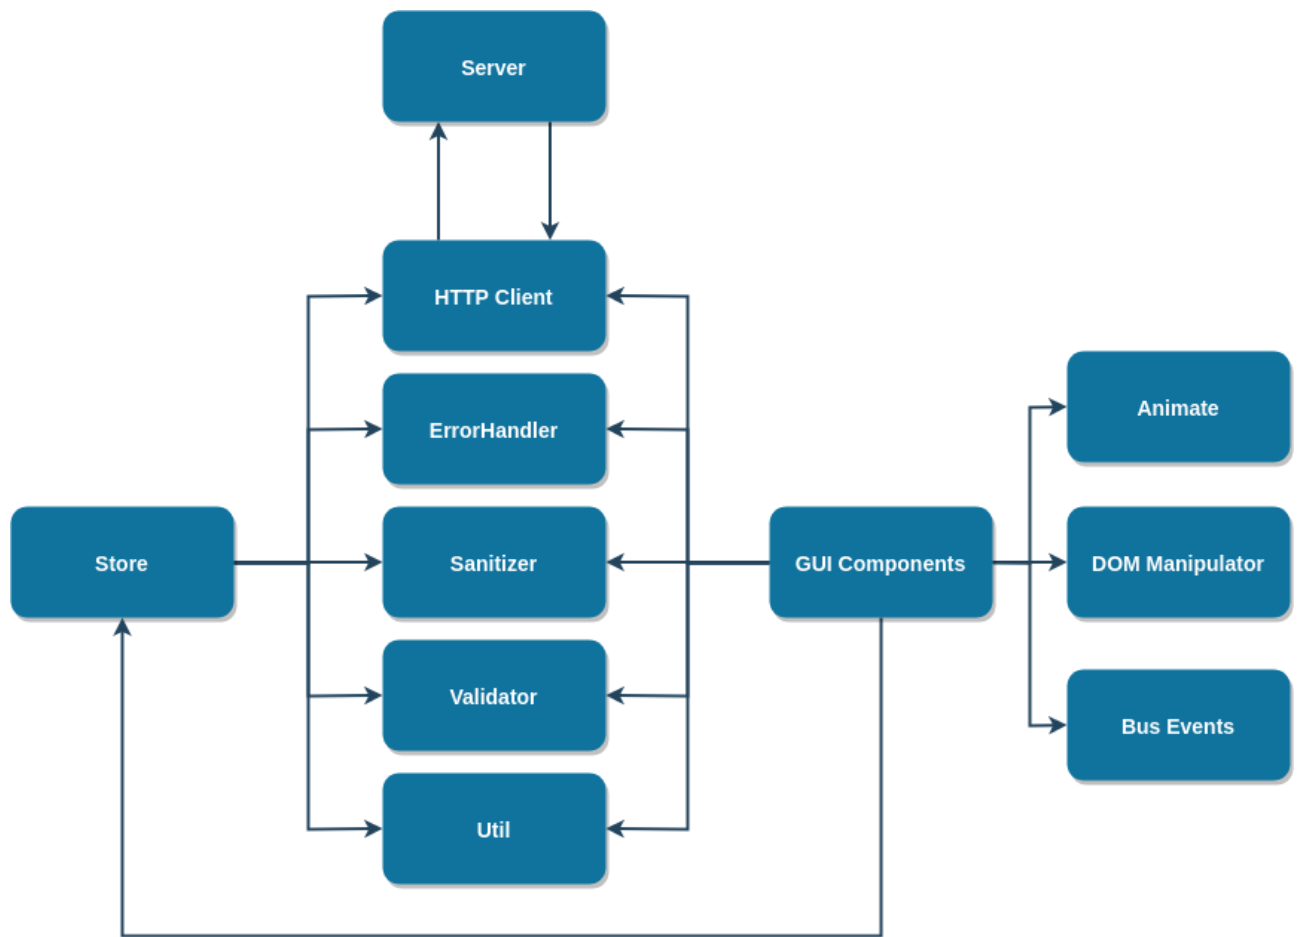 Server
HTTP Client
ErrorHandler
Animate
Store
Sanitizer
GUI Components
DOM Manipulator
Validator
Bus Events
Util